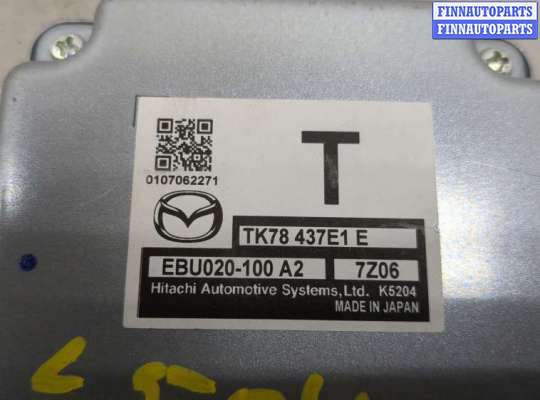 FINNAUTOPARTS
FINNAUTOPARTS
T
0107062271
TK78 437E1 E
EBU020-100 A2 7Z06
Hitachi Automotive Systems,Ltd. K5204
MADE IN JAPAN